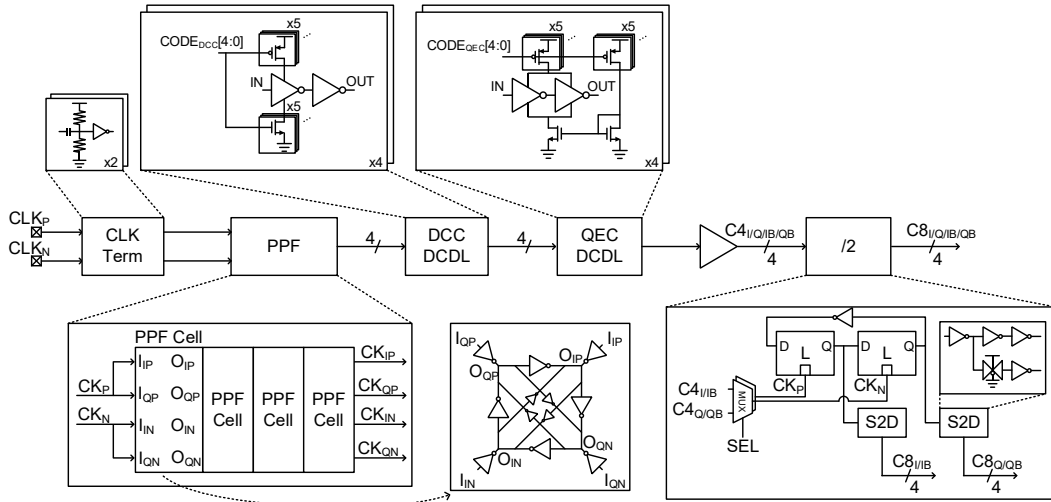 x5
CODE_DCC[4:0]
IN
OUT
x5
x4
x5
x5
CODE_QEC[4:0]
IN
OUT
x4
x2
CLK_P
CLK_N
CLK
Term
PPF
4
DCC
DCDL
4
QEC
DCDL
C4_I/Q/IB/QB
4
/2
C8_I/Q/IB/QB
4
PPF Cell
CK_P
CK_N
I_IP
I_QP
I_IN
I_QN
O_IP
O_QP
O_IN
O_QN
PPF
Cell
PPF
Cell
PPF
Cell
CK_IP
CK_QP
CK_IN
CK_QN
I_QP
I_IP
O_IP
O_QP
O_QN
O_IN
I_IN
I_QN
D
L
Q
D
L
Q
CK_P
CK_N
C4_I/IB
C4_Q/QB
MUX
SEL
S2D
S2D
C8_I/IB
4
C8_Q/QB
4